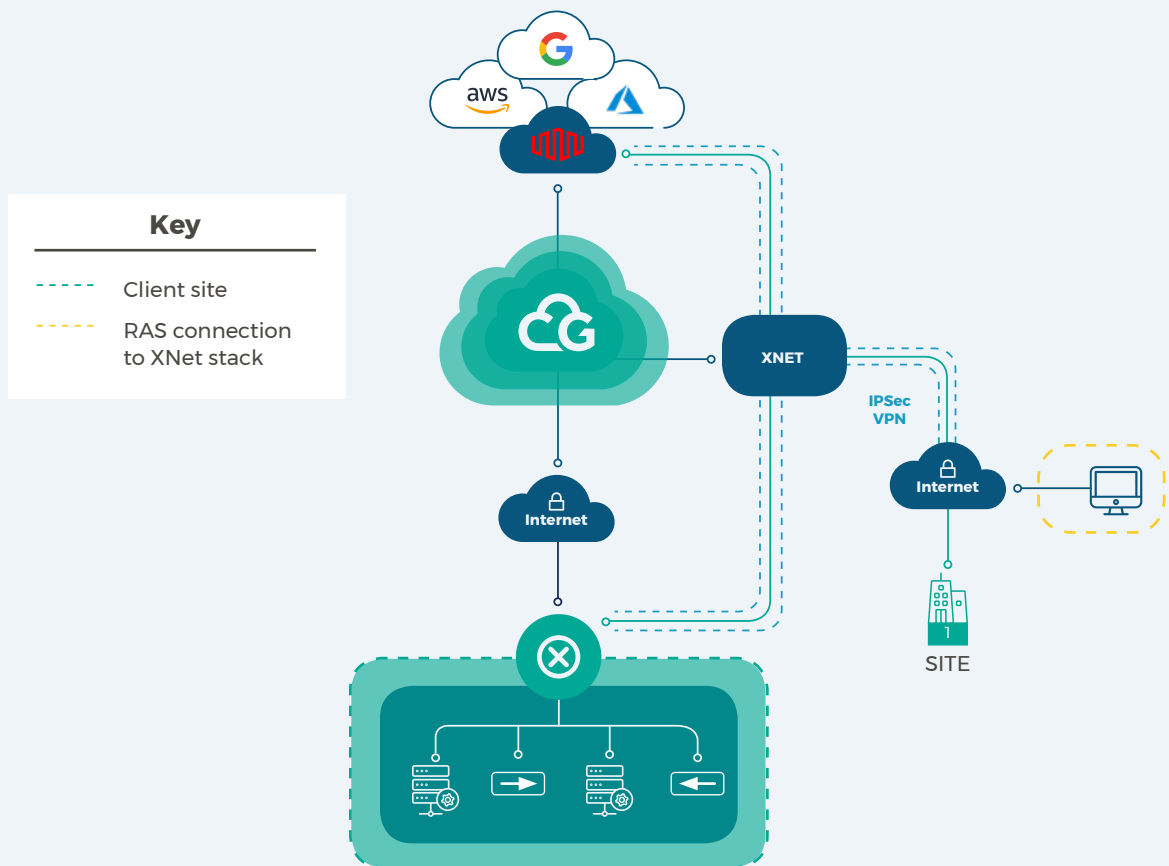 aws
Key
Client site
RAS connection
to XNet stack
G
XNET
IPSec
VPN
Internet
Internet
1
SITE